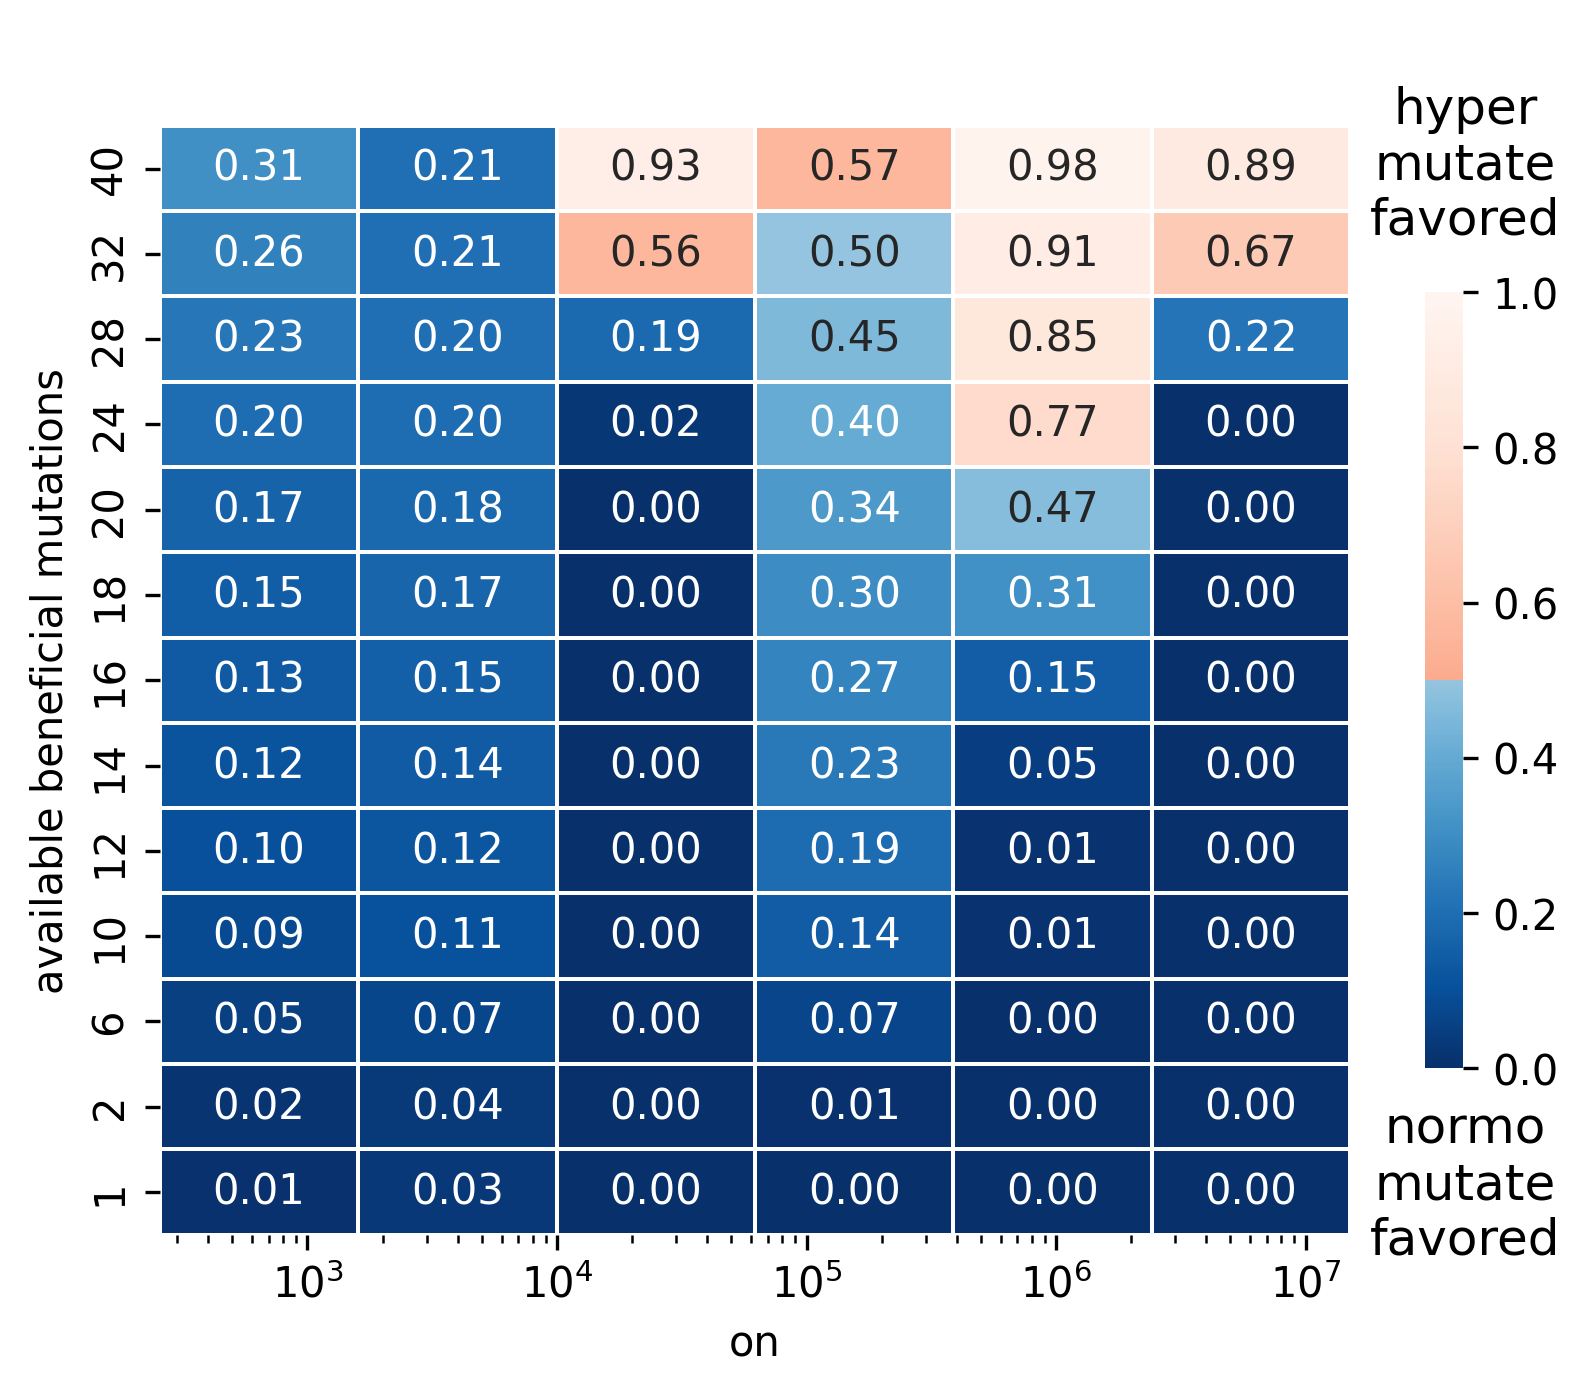 hyper
mutate
favored
40 0.31 0.21 0.93 0.57 0.98 0.89
32 0.26 0.21 0.56 0.50 0.91 0.67
28 0.23 0.20 0.19 0.45 0.85 0.22
24 0.20 0.20 0.02 0.40 0.77 0.00
20 0.17 0.18 0.00 0.34 0.47 0.00
18 0.15 0.17 0.00 0.30 0.31 0.00
16 0.13 0.15 0.00 0.27 0.15 0.00
14 0.12 0.14 0.00 0.23 0.05 0.00
12 0.10 0.12 0.00 0.19 0.01 0.00
10 0.09 0.11 0.00 0.14 0.01 0.00
6 0.05 0.07 0.00 0.07 0.00 0.00
2 0.02 0.04 0.00 0.01 0.00 0.00
1 0.01 0.03 0.00 0.00 0.00 0.00
available beneficial mutations
10³ 10⁴ 10⁵ 10⁶ 10⁷
on
1.0
0.8
0.6
0.4
0.2
0.0
normo
mutate
favored